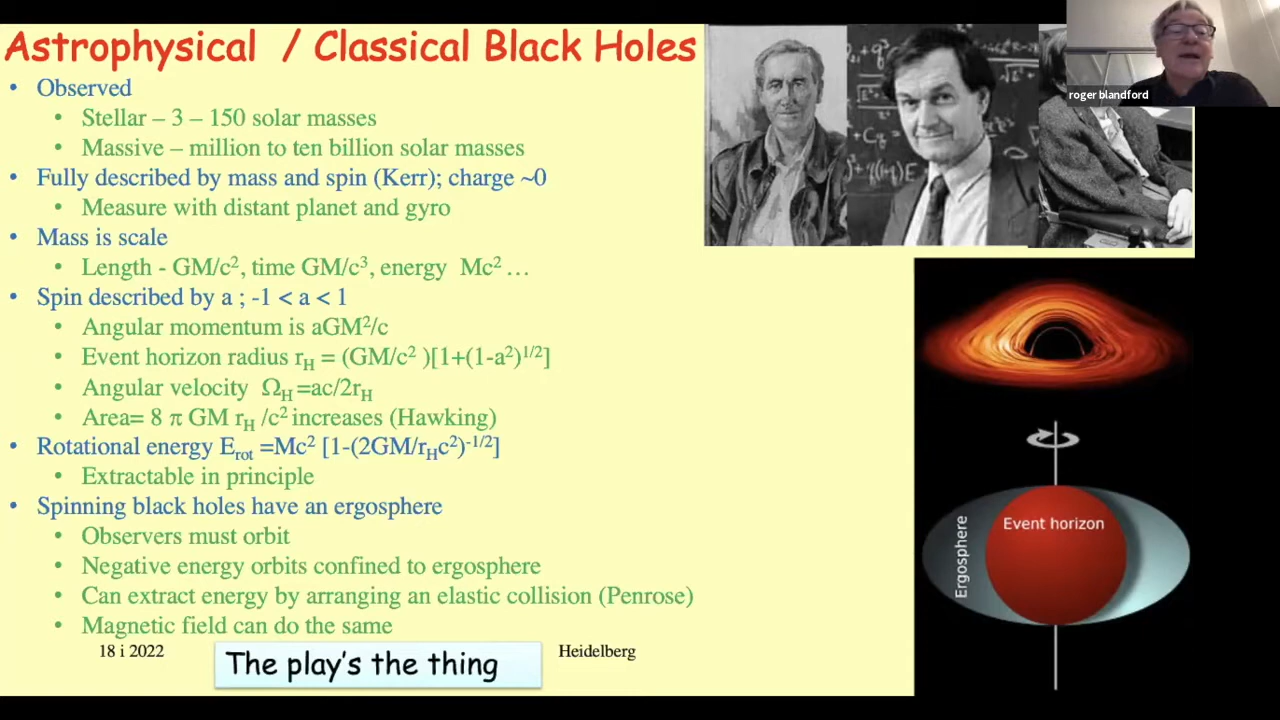 Astrophysical / Classical Black Holes
• Observed
• Stellar – 3 – 150 solar masses
• Massive – million to ten billion solar masses
• Fully described by mass and spin (Kerr); charge ~0
• Measure with distant planet and gyro
• Mass is scale
• Length - GM/c², time GM/c³, energy Mc² …
• Spin described by a ; -1 < a < 1
• Angular momentum is aGM²/c
• Event horizon radius r_H = (GM/c² )[1+(1-a²)^1/2]
• Angular velocity Ω_H =ac/2r_H
• Area= 8 π GM r_H /c² increases (Hawking)
• Rotational energy E_rot =Mc² [1-(2GM/r_Hc²)^-1/2]
• Extractable in principle
• Spinning black holes have an ergosphere
• Observers must orbit
• Negative energy orbits confined to ergosphere
• Can extract energy by arranging an elastic collision (Penrose)
• Magnetic field can do the same
18 i 2022
The play's the thing
Heidelberg
roger blandford
Event horizon
Ergosphere